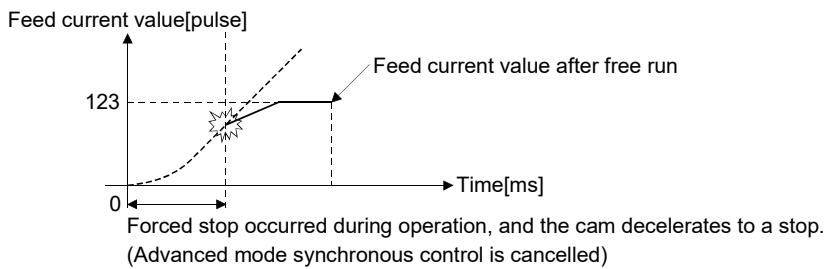 Feed current value[pulse]
Feed current value after free run
123
Time[ms]
0
Forced stop occurred during operation, and the cam decelerates to a stop.
(Advanced mode synchronous control is cancelled)